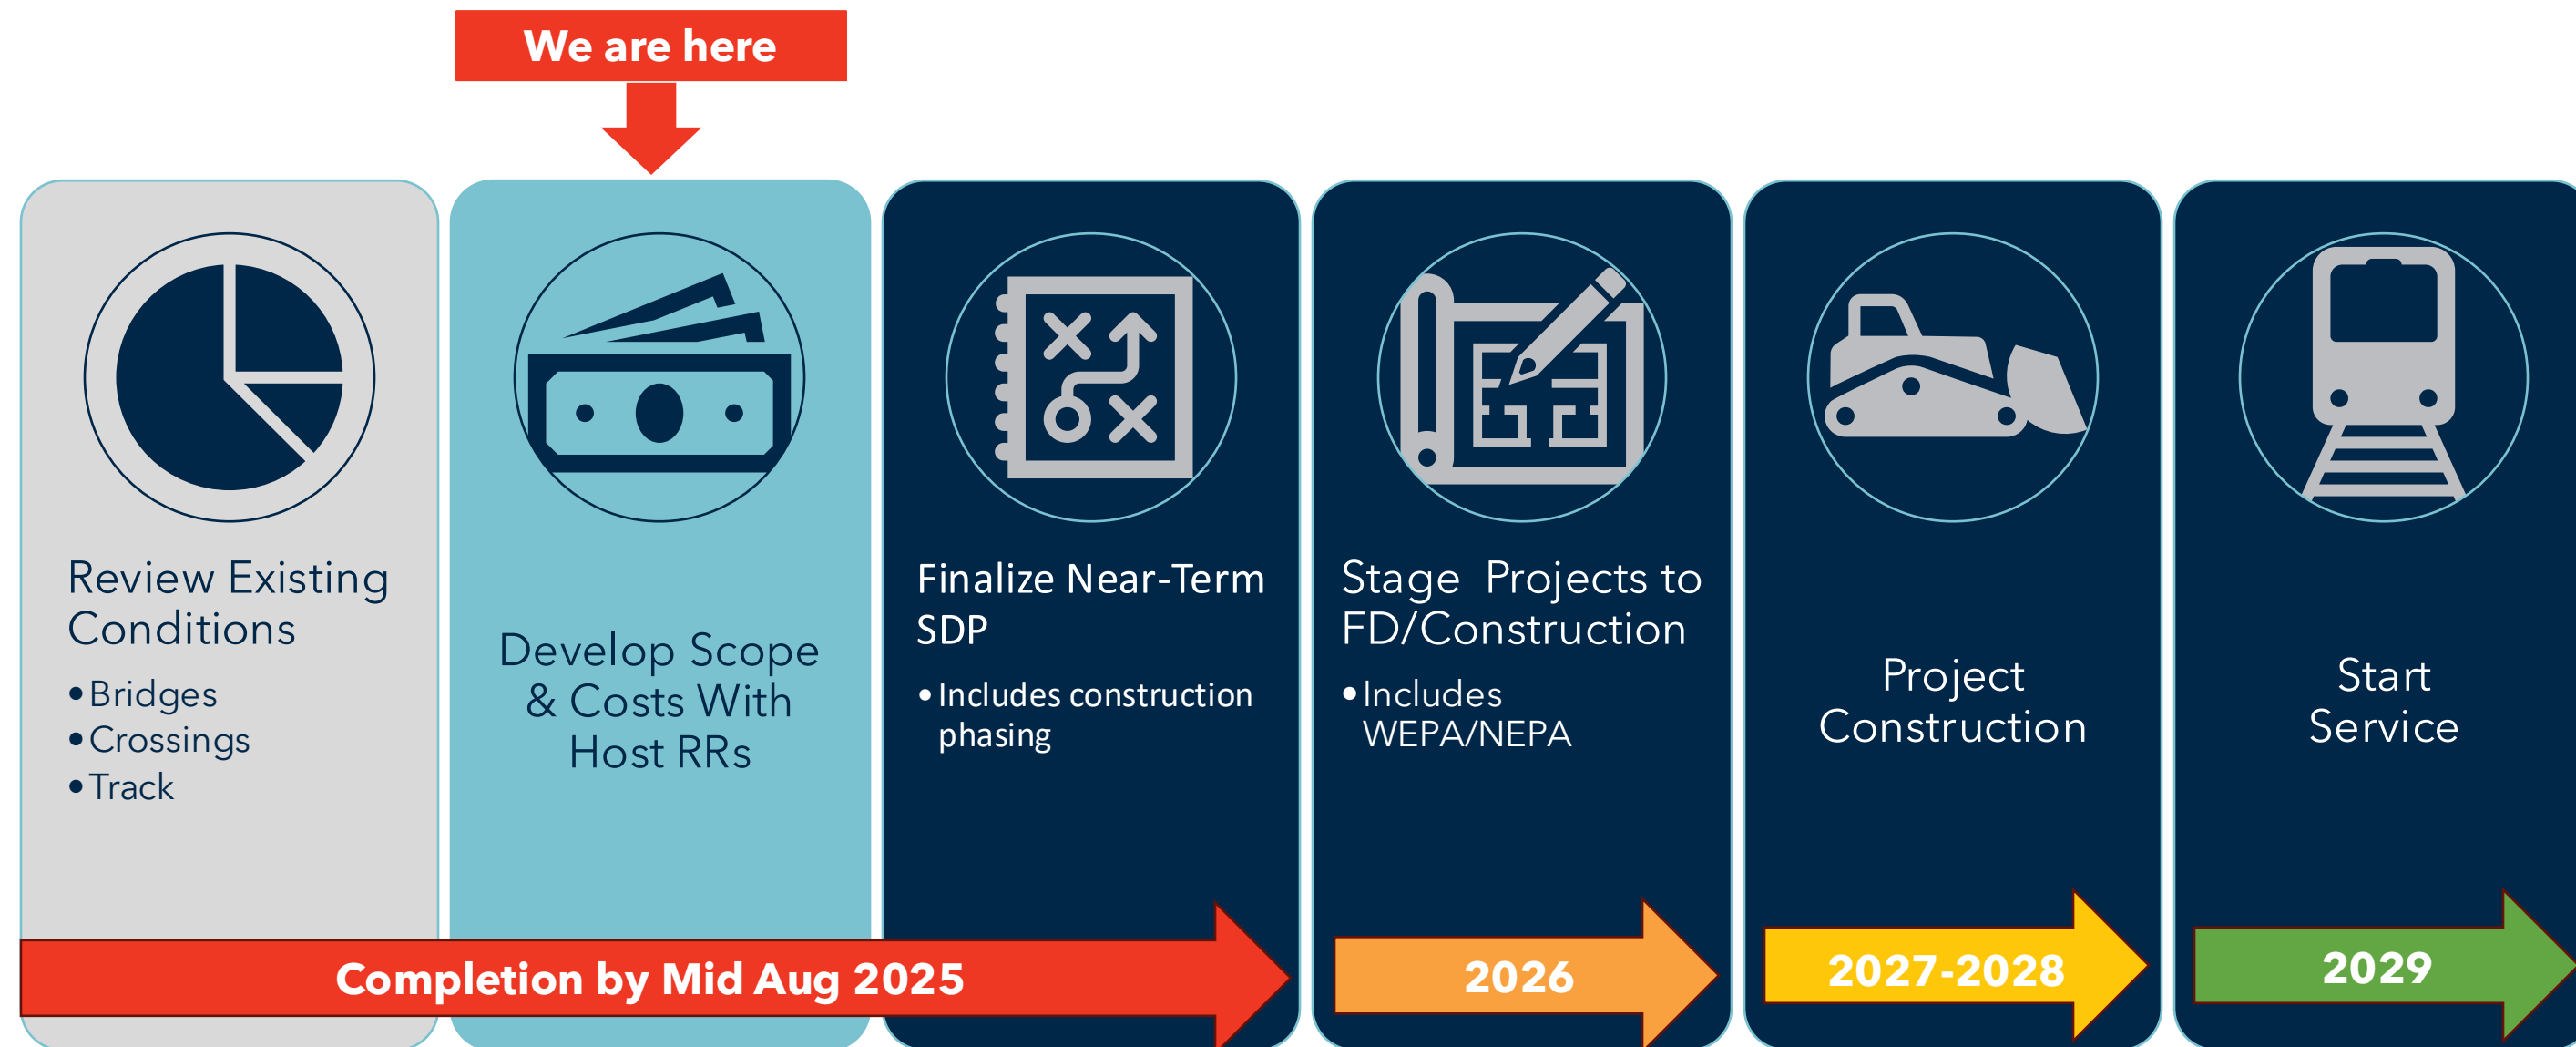 We are here
Review Existing
Conditions
•Bridges
•Crossings
•Track
Develop Scope
& Costs With
Host RRs
Finalize Near-Term
SDP
•Includes construction
phasing
Stage  Projects to
FD/Construction
•Includes
WEPA/NEPA
Project
Construction
Start
Service
Completion by Mid Aug 2025
2026
2027-2028
2029